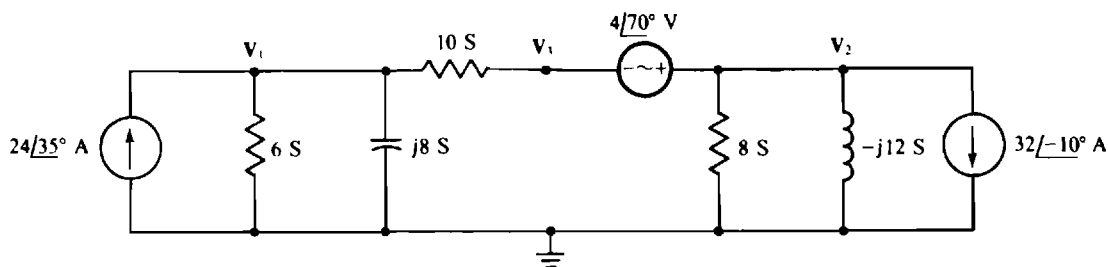 4/70° V
10 S
V₁
V₃
V₂
- ~ +
24/35° A
6 S
j8 S
8 S
-j12 S
32/-10° A